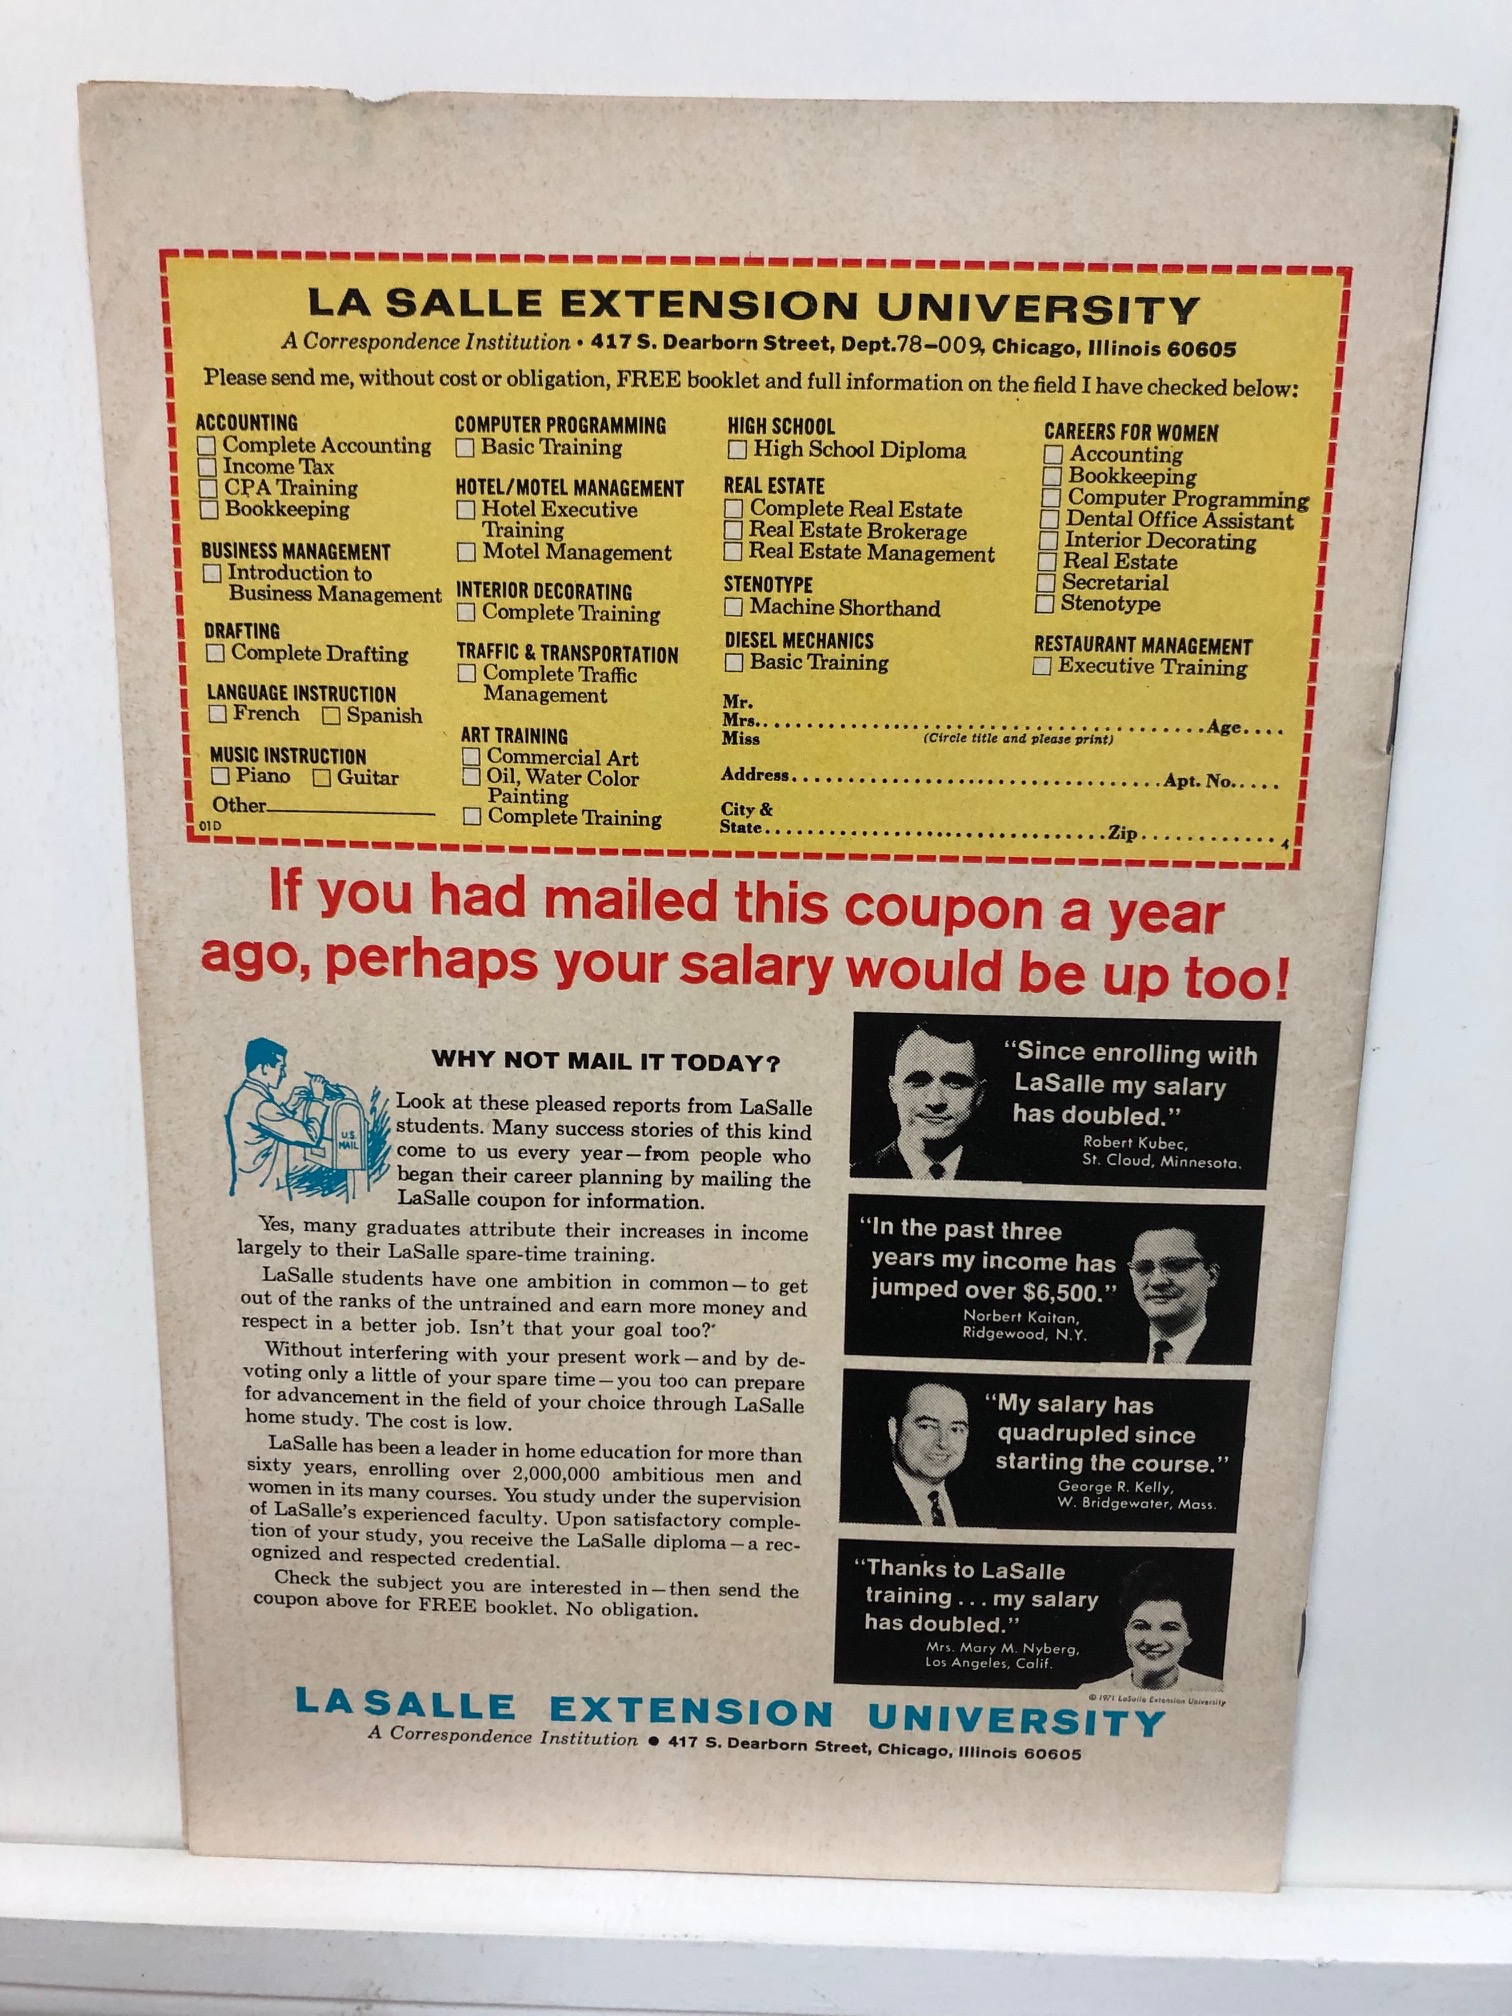 LA SALLE EXTENSION UNIVERSITY
A Correspondence Institution • 417 S. Dearborn Street, Dept.78-009, Chicago, Illinois 60605
Please send me, without cost or obligation, FREE booklet and full information on the field I have checked below:
ACCOUNTING
Complete Accounting
Income Tax
CPA Training
Bookkeeping
BUSINESS MANAGEMENT
Introduction to
Business Management
DRAFTING
Complete Drafting
LANGUAGE INSTRUCTION
French Spanish
MUSIC INSTRUCTION
Piano Guitar
Other
01D
COMPUTER PROGRAMMING
Basic Training
HOTEL/MOTEL MANAGEMENT
Hotel Executive
Training
Motel Management
INTERIOR DECORATING
Complete Training
TRAFFIC & TRANSPORTATION
Complete Traffic
Management
ART TRAINING
Commercial Art
Oil, Water Color
Painting
Complete Training
HIGH SCHOOL
High School Diploma
REAL ESTATE
Complete Real Estate
Real Estate Brokerage
Real Estate Management
STENOTYPE
Machine Shorthand
DIESEL MECHANICS
Basic Training
CAREERS FOR WOMEN
Accounting
Bookkeeping
Computer Programming
Dental Office Assistant
Interior Decorating
Real Estate
Secretarial
Stenotype
RESTAURANT MANAGEMENT
Executive Training
Mr.
Mrs. Age
Miss (Circle title and please print)
Address Apt. No.
City &
State Zip
4
If you had mailed this coupon a year
ago, perhaps your salary would be up too!
U.S.
MAIL
WHY NOT MAIL IT TODAY?
Look at these pleased reports from LaSalle
students. Many success stories of this kind
come to us every year—from people who
began their career planning by mailing the
LaSalle coupon for information.
Yes, many graduates attribute their increases in income
largely to their LaSalle spare-time training.
LaSalle students have one ambition in common—to get
out of the ranks of the untrained and earn more money and
respect in a better job. Isn't that your goal too?
Without interfering with your present work—and by de-
voting only a little of your spare time—you too can prepare
for advancement in the field of your choice through LaSalle
home study. The cost is low.
LaSalle has been a leader in home education for more than
sixty years, enrolling over 2,000,000 ambitious men and
women in its many courses. You study under the supervision
of LaSalle's experienced faculty. Upon satisfactory comple-
tion of your study, you receive the LaSalle diploma—a rec-
ognized and respected credential.
Check the subject you are interested in—then send the
coupon above for FREE booklet. No obligation.
"Since enrolling with
LaSalle my salary
has doubled."
Robert Kubec,
St. Cloud, Minnesota.
"In the past three
years my income has
jumped over $6,500."
Norbert Kaitan,
Ridgewood, N.Y.
"My salary has
quadrupled since
starting the course."
George R. Kelly,
W. Bridgewater, Mass.
"Thanks to LaSalle
training . . . my salary
has doubled."
Mrs. Mary M. Nyberg,
Los Angeles, Calif.
© 1971 LaSalle Extension University
LA SALLE EXTENSION UNIVERSITY
A Correspondence Institution • 417 S. Dearborn Street, Chicago, Illinois 60605